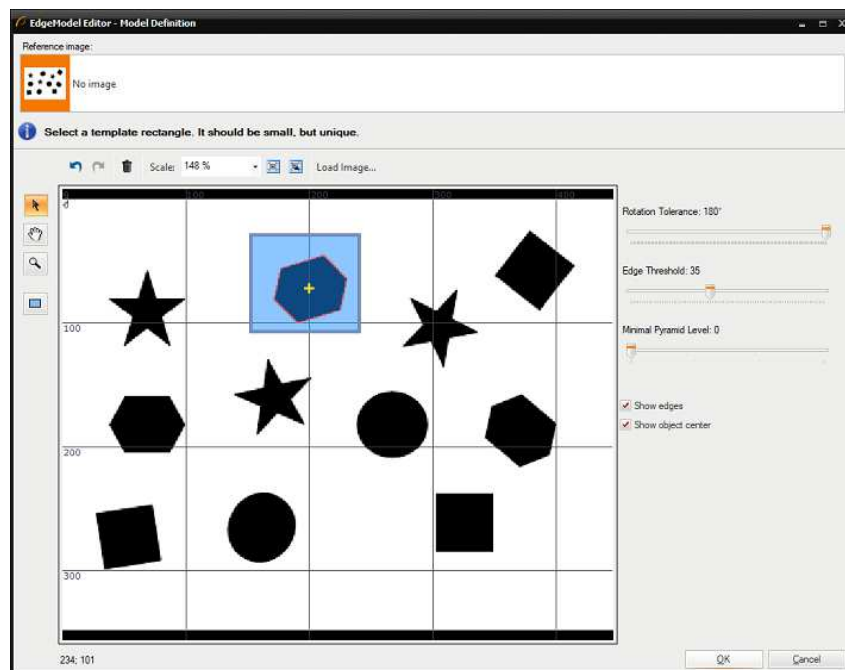 EdgeModel Editor - Model Definition
Reference image:
No image
Select a template rectangle. It should be small, but unique.
Scale: 148 % Load Image...
0 100 200 300 400
Rotation Tolerance: 180°
Edge Threshold: 35
100
Minimal Pyramid Level: 0
Show edges
Show object center
200
300
234; 101
OK Cancel